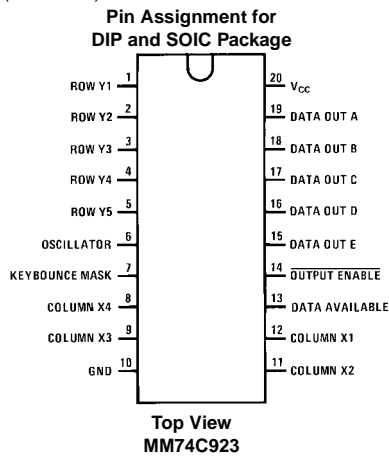 Pin Assignment for
DIP and SOIC Package
ROW Y1 1 20 VCC
ROW Y2 2 19 DATA OUT A
ROW Y3 3 18 DATA OUT B
ROW Y4 4 17 DATA OUT C
ROW Y5 5 16 DATA OUT D
OSCILLATOR 6 15 DATA OUT E
KEYBOUNCE MASK 7 14 OUTPUT ENABLE
COLUMN X4 8 13 DATA AVAILABLE
COLUMN X3 9 12 COLUMN X1
GND 10 11 COLUMN X2
Top View
MM74C923